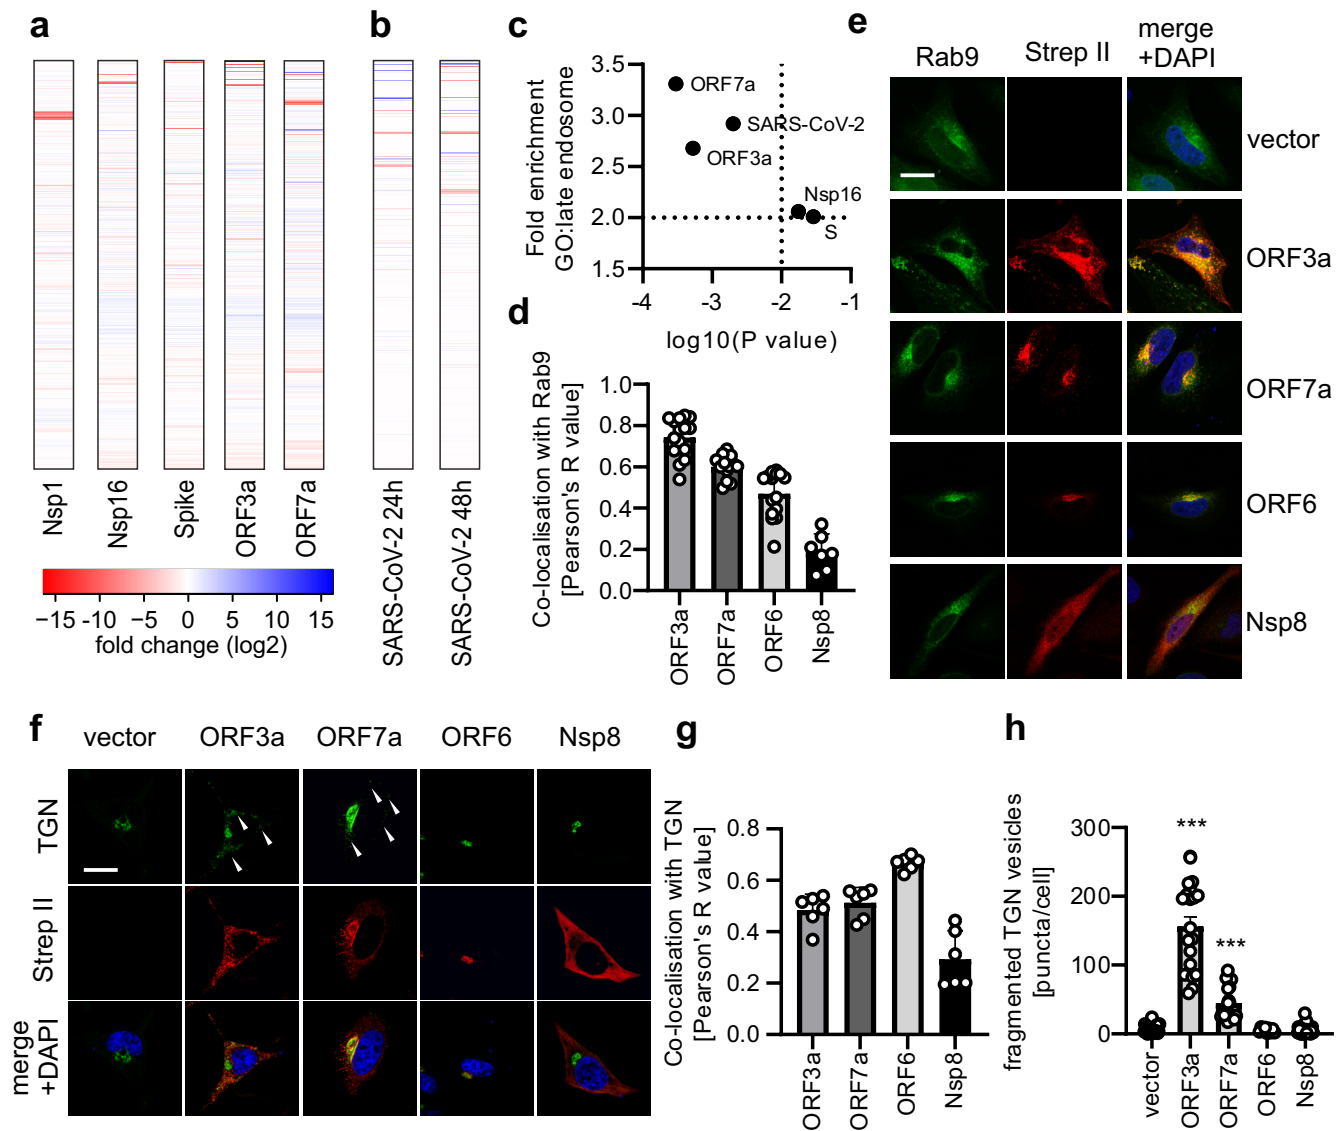 a
Nsp1
Nsp16
Spike
ORF3a
ORF7a
−15 −10 −5 0 5 10 15
fold change (log2)
b
SARS-CoV-2 24h
SARS-CoV-2 48h
c
Fold enrichment
GO:late endosome
3.5
3.0
2.5
2.0
1.5
ORF7a
SARS-CoV-2
ORF3a
Nsp16
S
-4 -3 -2 -1
log10(P value)
d
Co-localisation with Rab9
[Pearson's R value]
1.0
0.8
0.6
0.4
0.2
0.0
ORF3a
ORF7a
ORF6
Nsp8
e
Rab9 Strep II merge
+DAPI
vector
ORF3a
ORF7a
ORF6
Nsp8
f
vector ORF3a ORF7a ORF6 Nsp8
TGN
Strep II
merge
+DAPI
g
Co-localisation with TGN
[Pearson's R value]
0.8
0.6
0.4
0.2
0.0
ORF3a
ORF7a
ORF6
Nsp8
h
fragmented TGN vesicles
[puncta/cell]
300
200
100
0
***
***
vector
ORF3a
ORF7a
ORF6
Nsp8